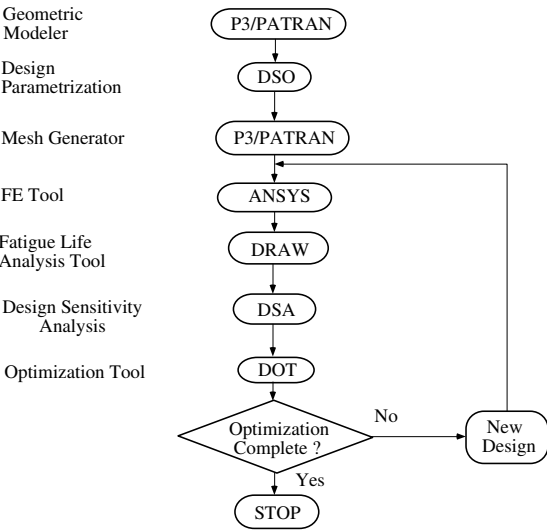 Geometric
Modeler
P3/PATRAN
Design
Parametrization
DSO
Mesh Generator
P3/PATRAN
FE Tool
ANSYS
Fatigue Life
Analysis Tool
DRAW
Design Sensitivity
Analysis
DSA
Optimization Tool
DOT
Optimization
Complete ?
No
New
Design
Yes
STOP